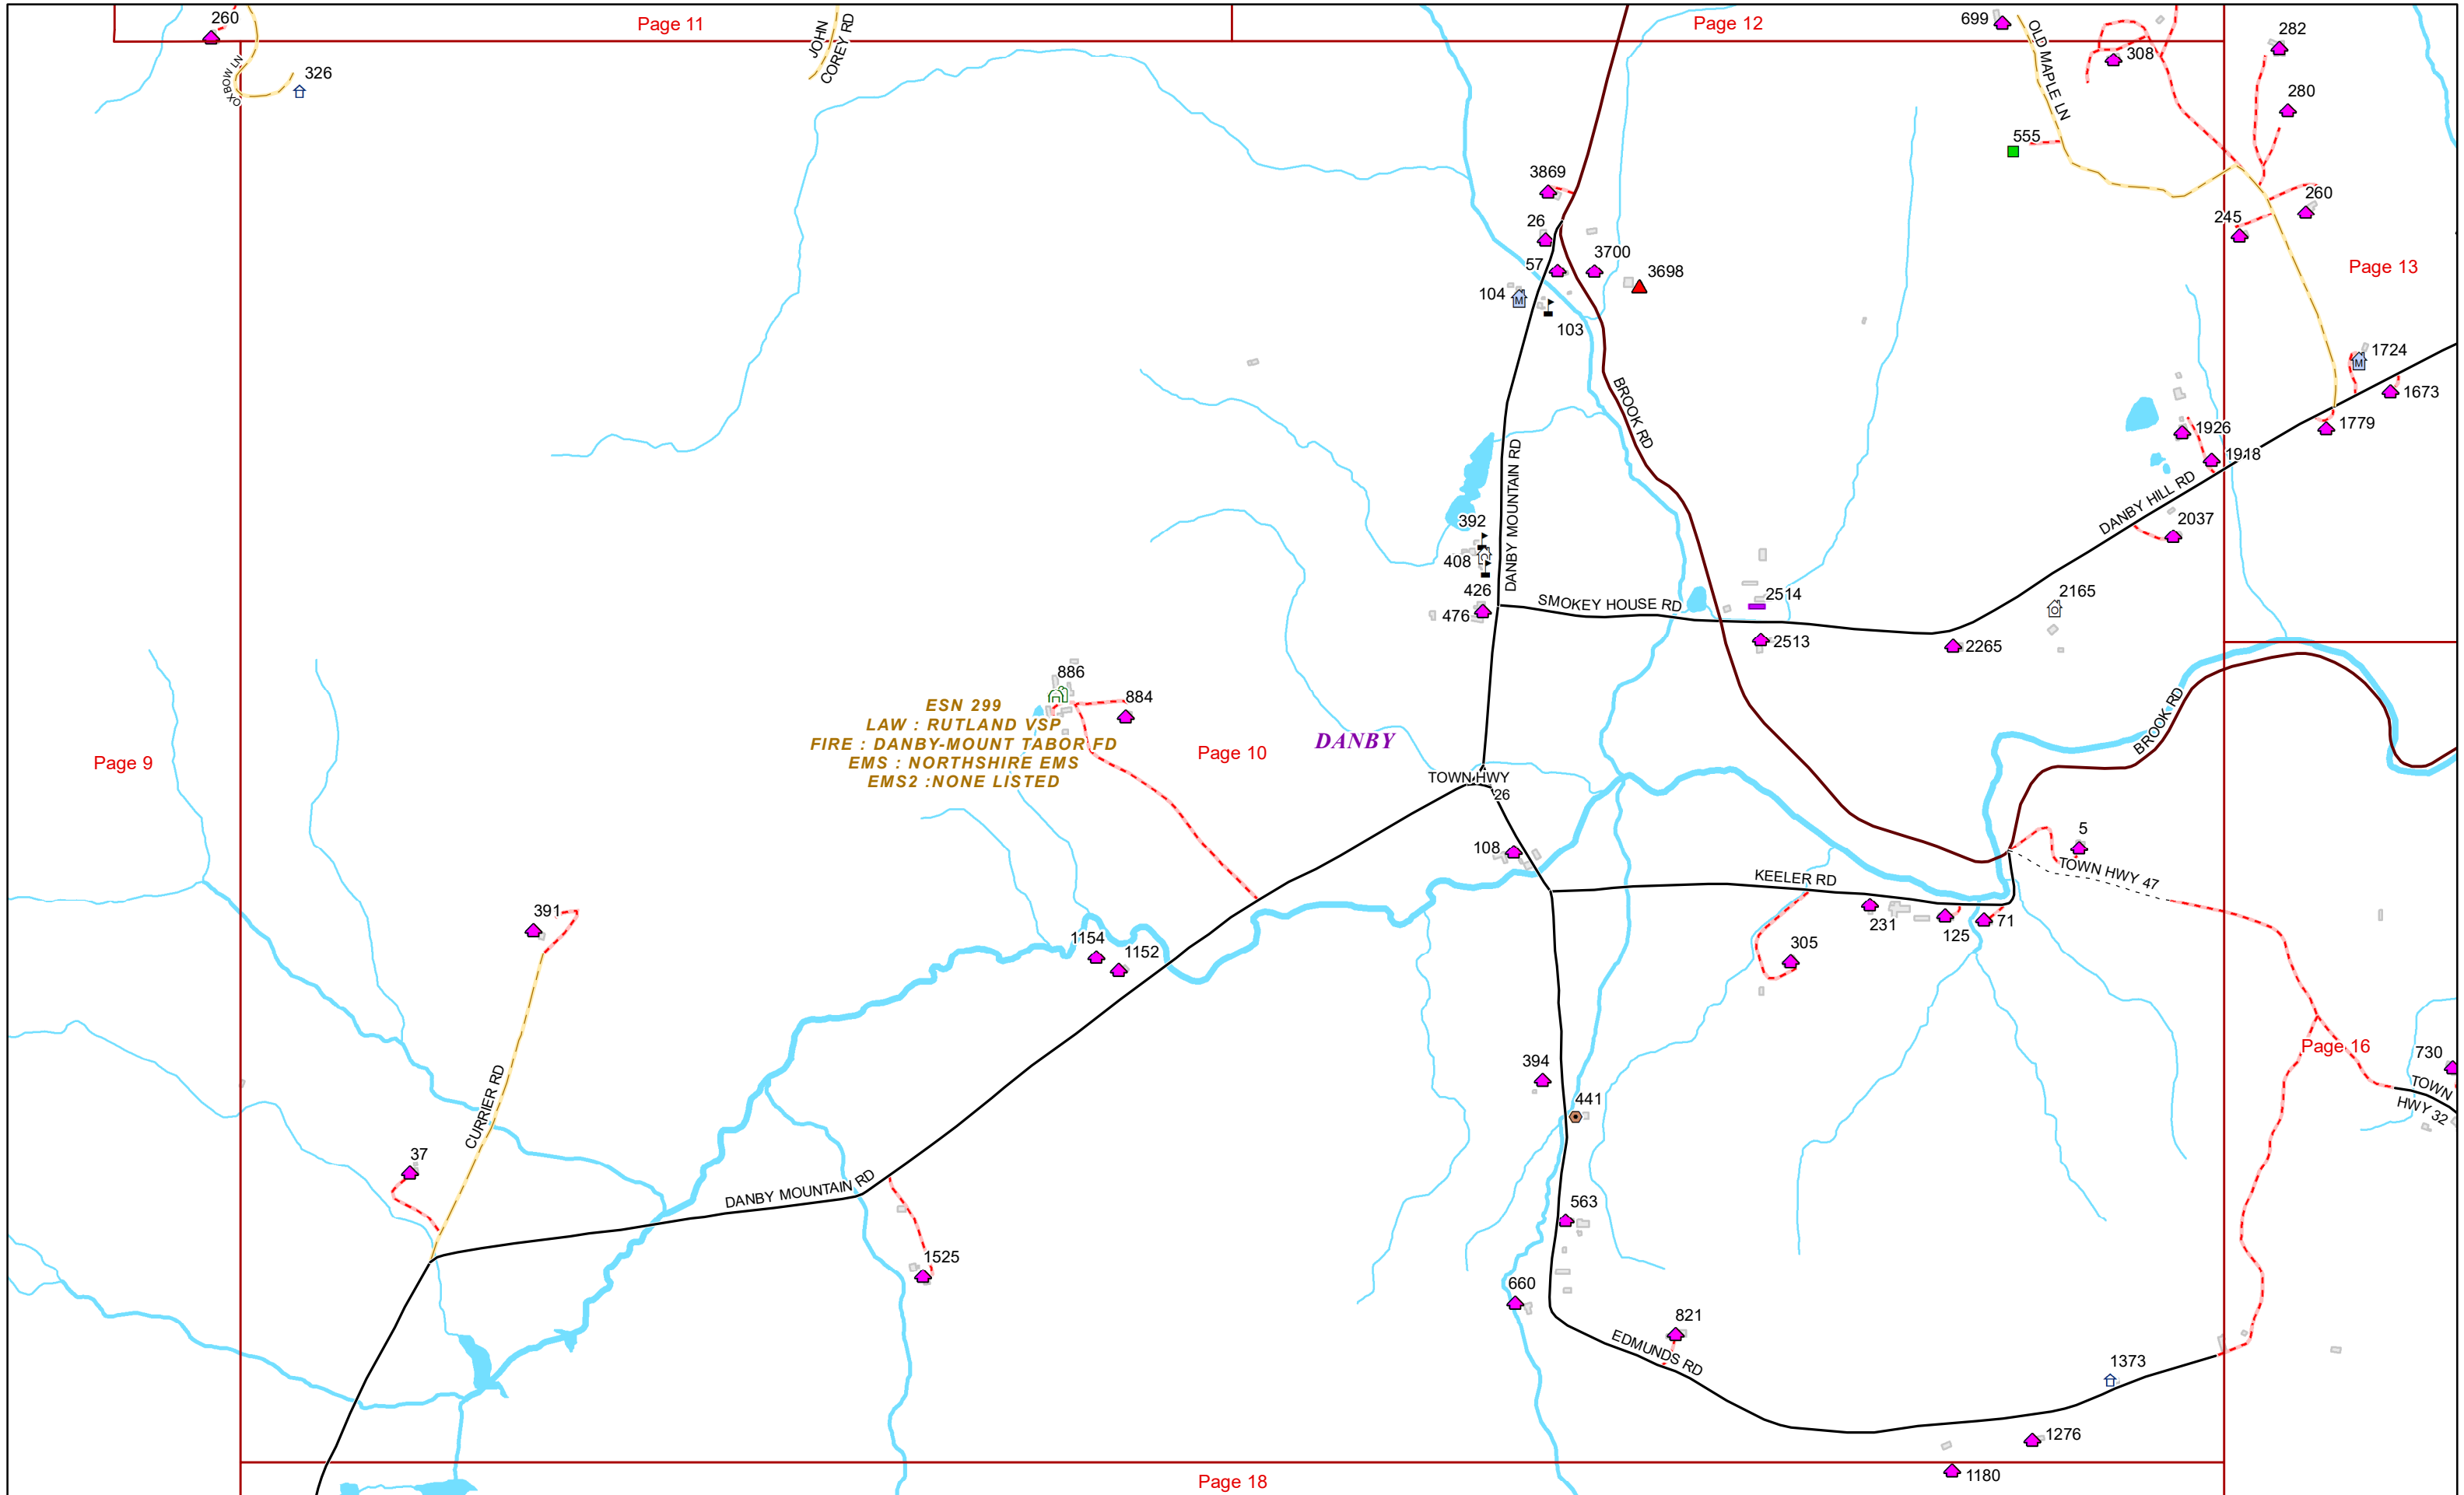 260
Page 11
JOHN
COREY RD
Page 12
699
OLD MAPLE LN
308
282
OXBOW LN
326
280
555
3869
26
57
3700
3698
104
M
103
245
260
Page 13
1724
M
1673
1779
1926
1918
BROOK RD
DANBY MOUNTAIN RD
DANBY HILL RD
2037
392
408
C
426
476
SMOKEY HOUSE RD
2514
2513
2265
2165
O
886
884
ESN 299
LAW : RUTLAND VSP
FIRE : DANBY-MOUNT TABOR FD
EMS : NORTHSHIRE EMS
EMS2 :NONE LISTED
Page 9
Page 10
DANBY
BROOK RD
TOWN HWY
26
108
5
TOWN HWY 47
KEELER RD
231
125
71
305
391
1154
1152
Page 16
730
TOWN
HWY 32
394
441
CURRIER RD
37
DANBY MOUNTAIN RD
563
1525
660
821
EDMUNDS RD
1373
1276
1180
Page 18